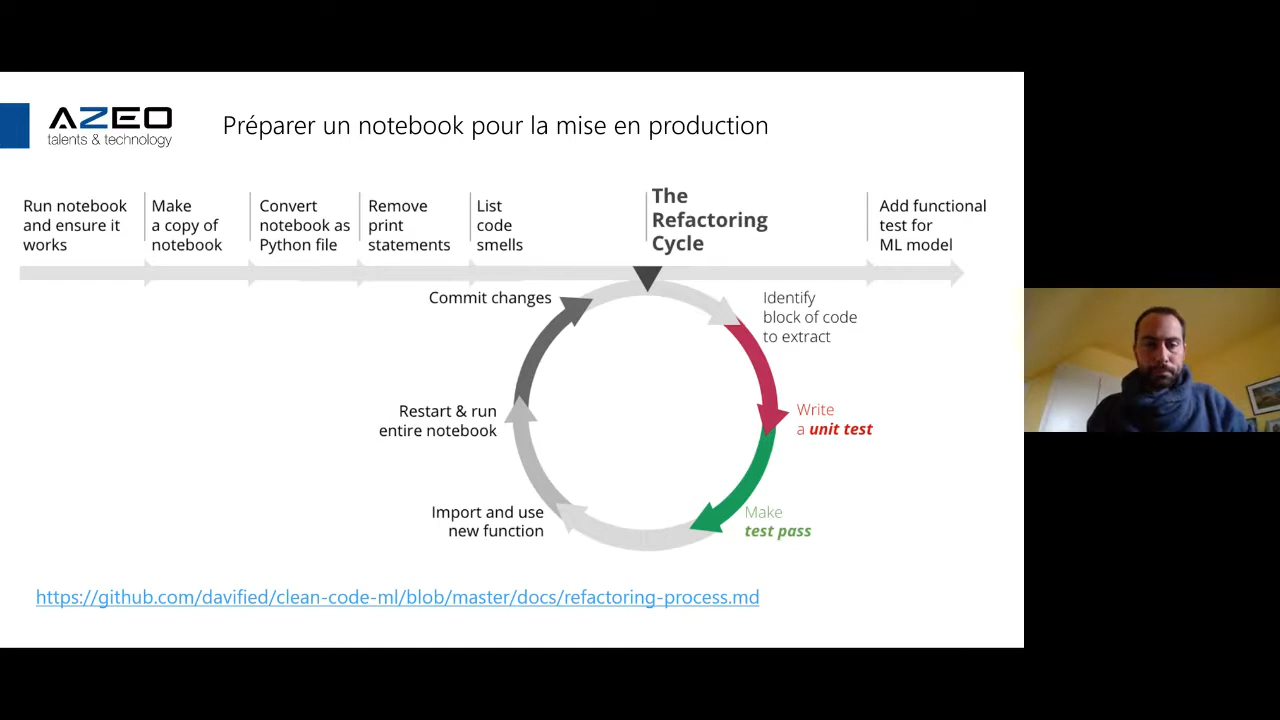 AZEO
talents & technology
Préparer un notebook pour la mise en production
Run notebook
and ensure it
works
Make
a copy of
notebook
Convert
notebook as
Python file
Remove
print
statements
List
code
smells
The
Refactoring
Cycle
Add functional
test for
ML model
Commit changes
Identify
block of code
to extract
Restart & run
entire notebook
Write
a unit test
Import and use
new function
Make
test pass
https://github.com/davified/clean-code-ml/blob/master/docs/refactoring-process.md